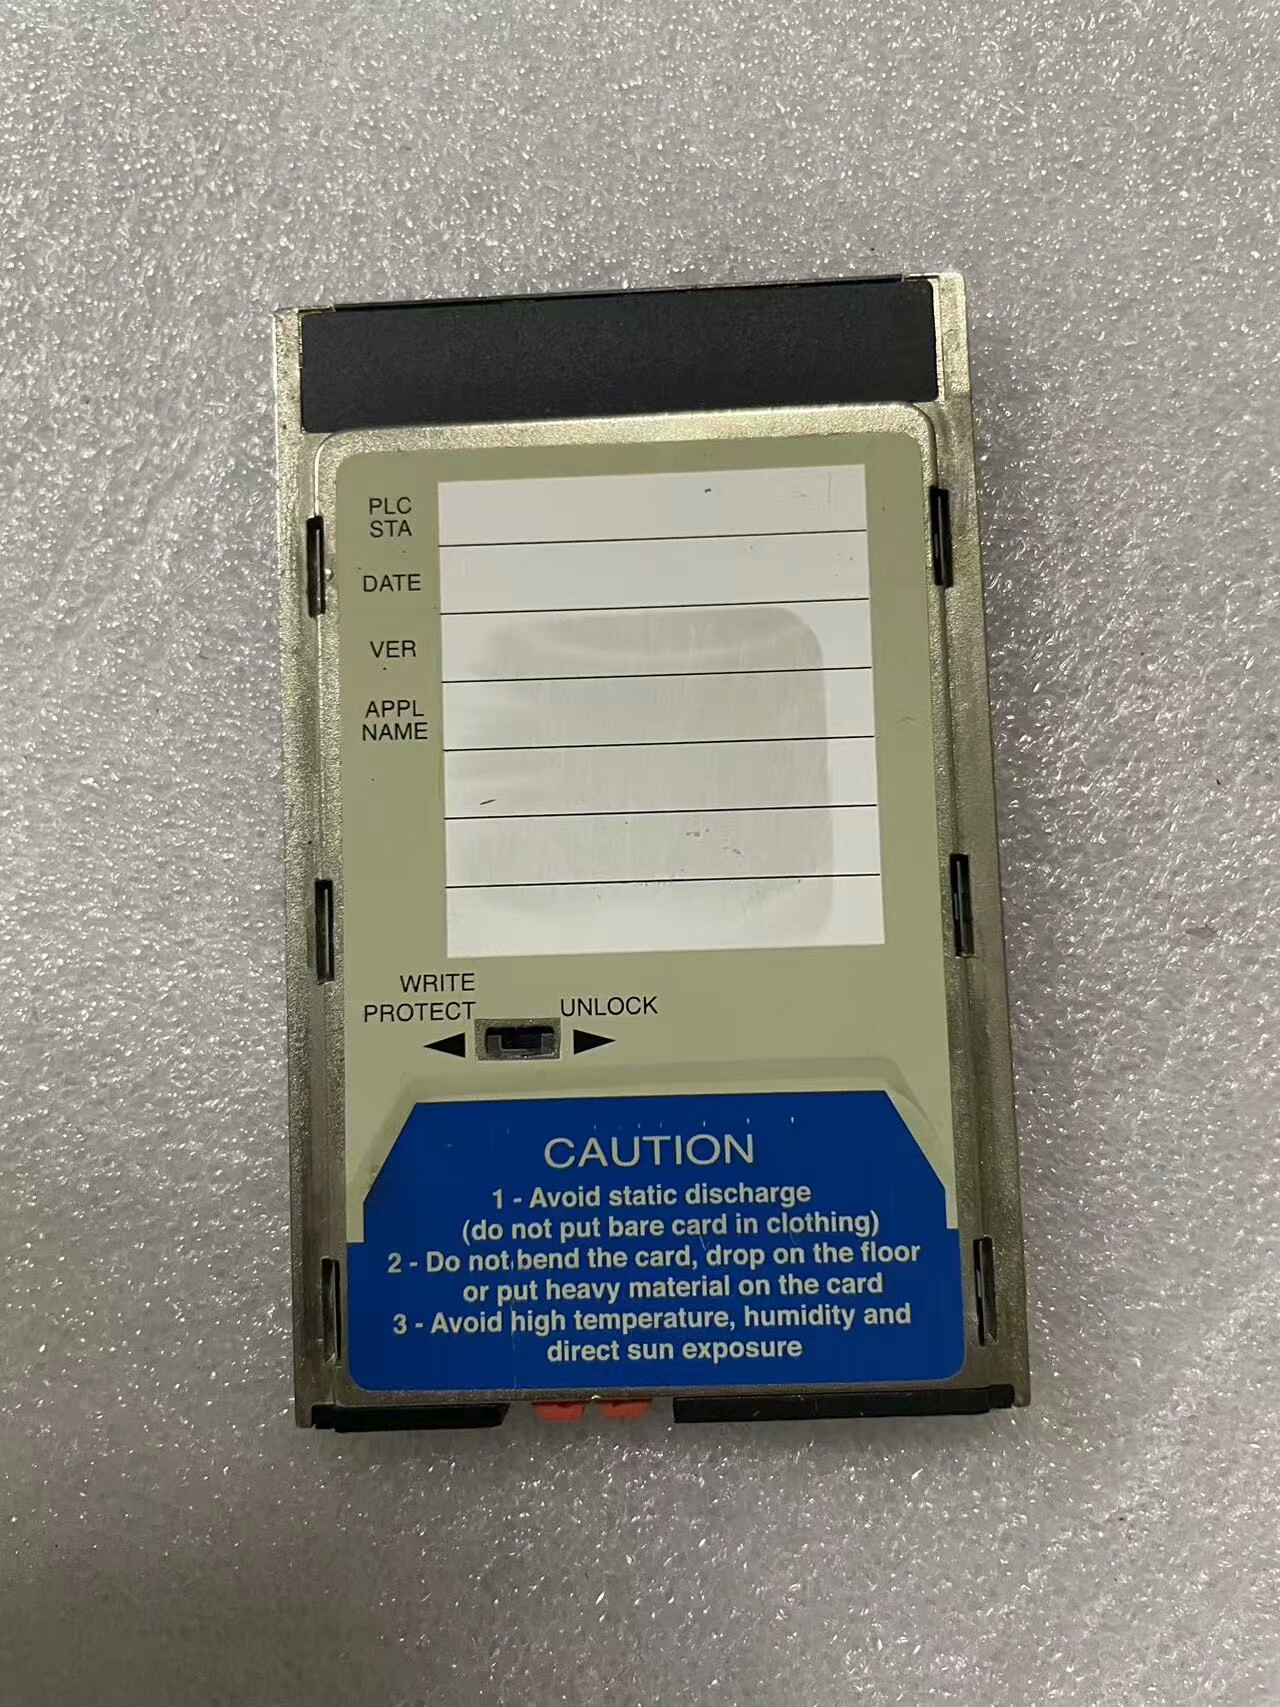 PLC
STA
DATE
VER
APPL
NAME
WRITE
PROTECT
UNLOCK
CAUTION
1 - Avoid static discharge
(do not put bare card in clothing)
2 - Do not bend the card, drop on the floor
or put heavy material on the card
3 - Avoid high temperature, humidity and
direct sun exposure